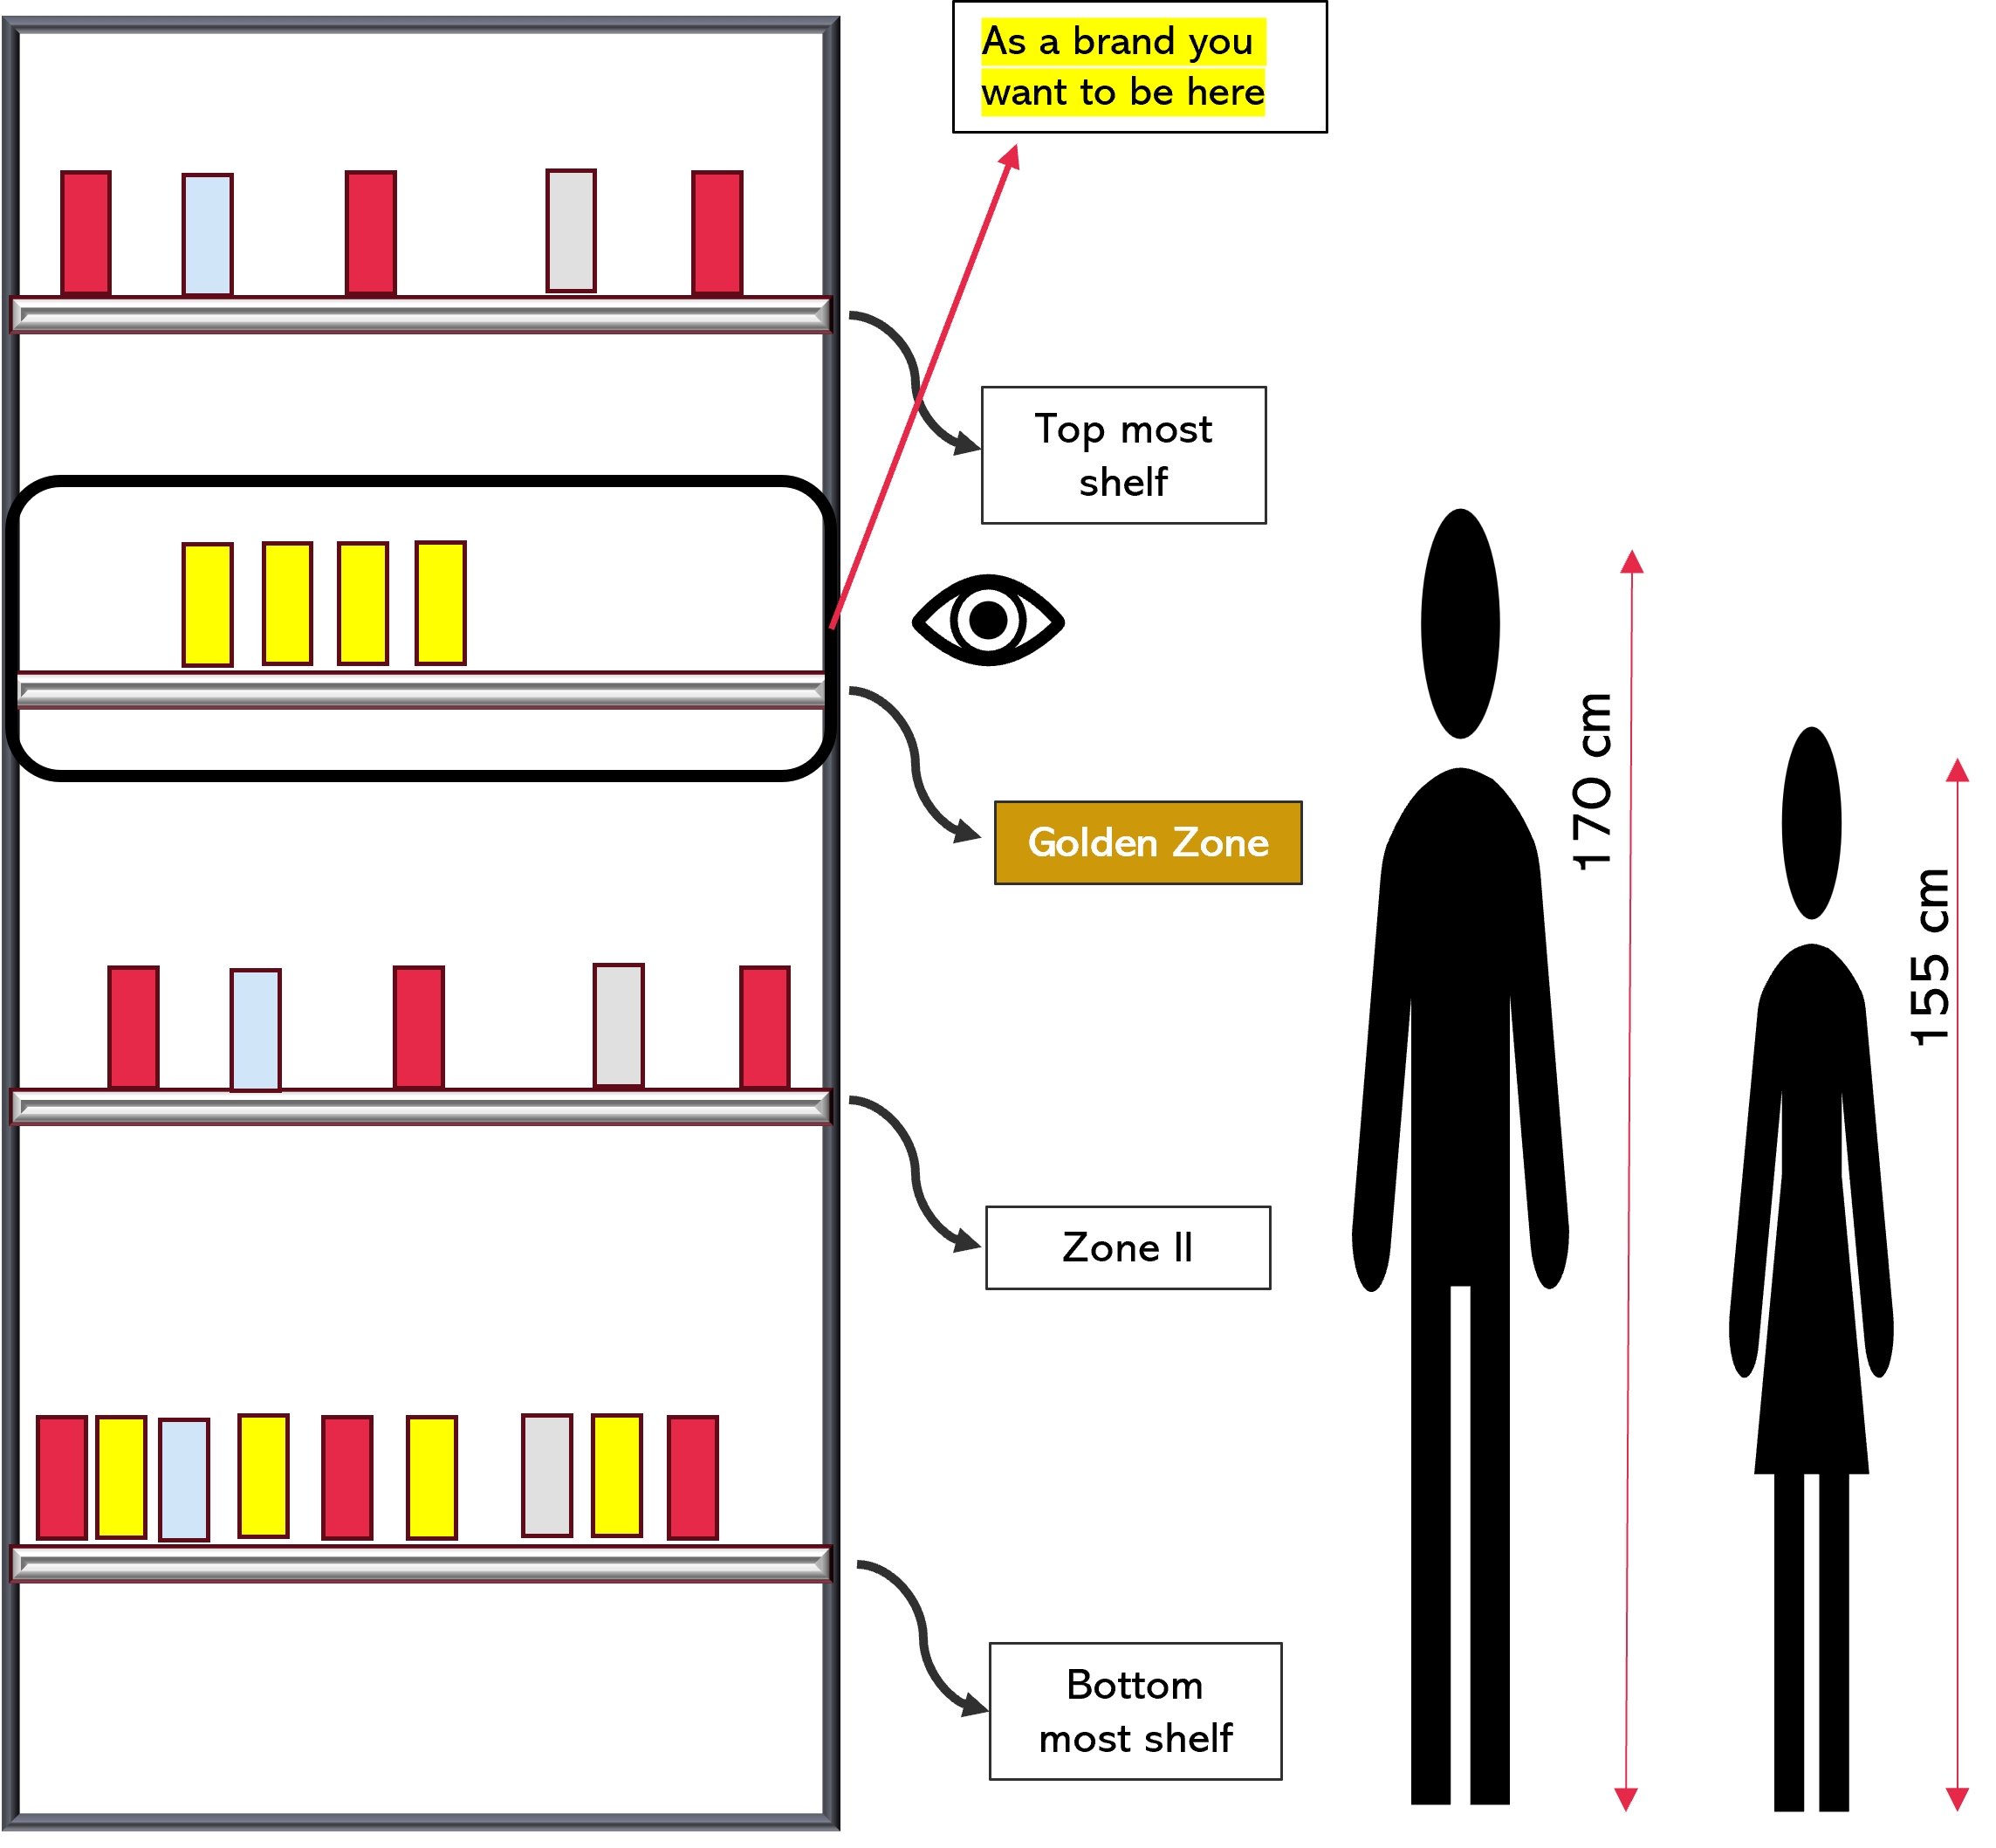 As a brand you
want to be here
Top most
shelf
Golden Zone
170 cm
155 cm
Zone II
Bottom
most shelf